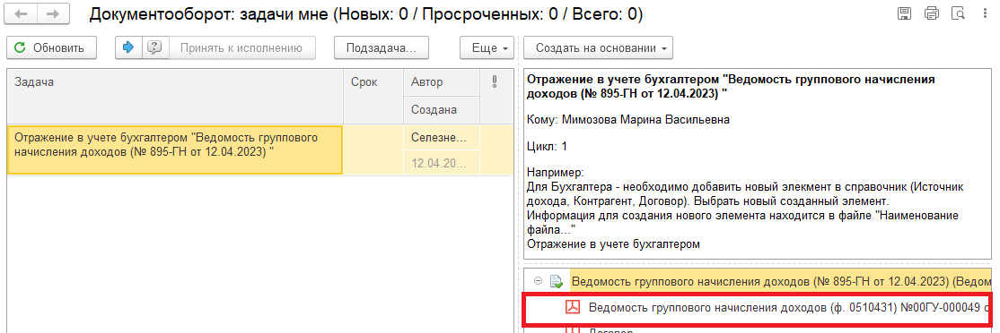 Документооборот: задачи мне (Новых: 0 / Просроченных: 0 / Всего: 0)
Обновить
Принять к исполнению
Подзадача...
Еще
Создать на основании
Задача
Срок
Автор
Создана
Отражение в учете бухгалтером "Ведомость группового
начисления доходов (№ 895-ГН от 12.04.2023) "
Селезне...
12.04.20...
Отражение в учете бухгалтером "Ведомость группового начисления
доходов (№ 895-ГН от 12.04.2023) "
Кому: Мимозова Марина Васильевна
Цикл: 1
Например:
Для Бухгалтера - необходимо добавить новый элекмент в справочник (Источник
дохода, Контрагент, Договор). Выбрать новый созданный элемент.
Информация для создания нового элемента находится в файле "Наименование
файла..."
Отражение в учете бухгалтером
Ведомость группового начисления доходов (№ 895-ГН от 12.04.2023) (Ведом
Ведомость группового начисления доходов (ф. 0510431) №00ГУ-000049 о
Договор